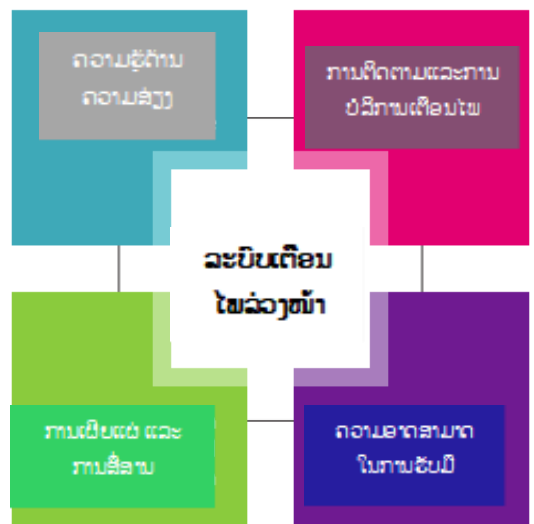 ຄວາມຮູ້ດ້ານ
ຄວາມສ່ຽງ
ການຕິດຕາມແລະການ
ບໍລິການເຕືອນໄພ
ລະບົບເຕືອນ
ໄພລ່ວງໜ້າ
ການເຜີຍແຜ່ ແລະ
ການສື່ສານ
ຄວາມອາດສາມາດ
ໃນການຮັບມື